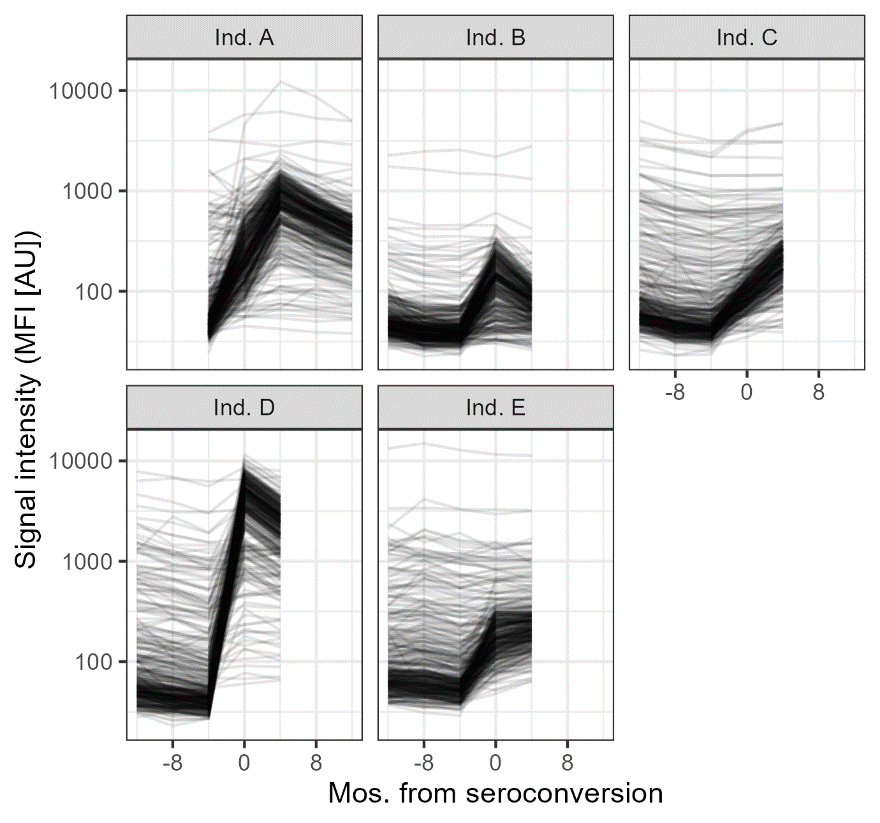 Ind. A
Ind. B
Ind. C
10000
1000
100
-8 0 8
Signal intensity (MFI [AU])
Ind. D
Ind. E
10000
1000
100
-8 0 8
-8 0 8
Mos. from seroconversion